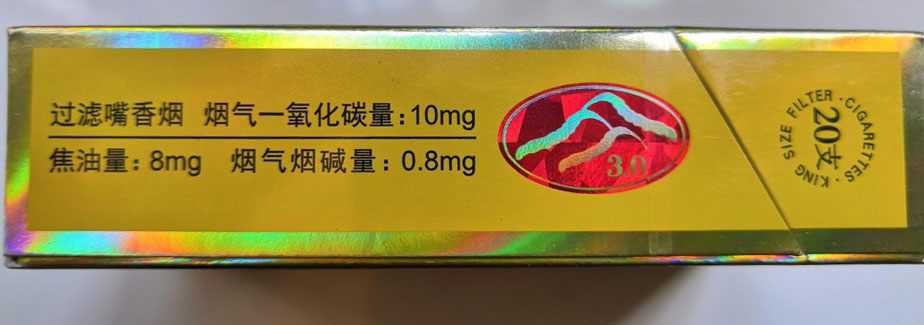 过滤嘴香烟 烟气一氧化碳量:10mg
焦油量:8mg 烟气烟碱量:0.8mg
3.0
KING SIZE FILTER·CIGARETTES·
20支